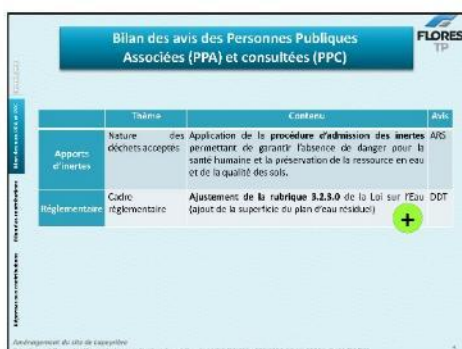 Bilan des avis des Personnes Publiques
Associées (PPA) et consultées (PPC)
FLORES
TP
Thème Contenu Avis
Apports
d'inertes
Nature des
déchets acceptés
Application de la procédure d'admission des inertes
permettant de garantir l'absence de danger pour la
santé humaine et la préservation de la ressource en eau
et de la qualité des sols.
ARS
Réglementaire
Cadre
réglementaire
Ajustement de la rubrique 3.2.3.0 de la Loi sur l'Eau
(ajout de la superficie du plan d'eau résiduel)
DDT
+
Aménagement du site de